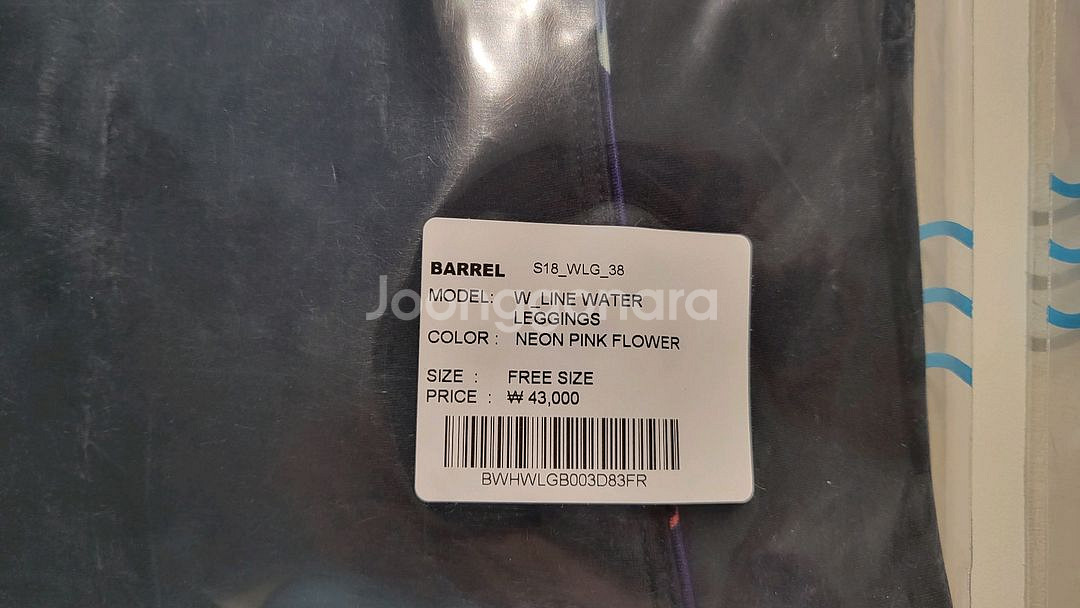 BARREL S18_WLG_38
MODEL: W_LINE WATER
LEGGINGS
Joonggonara
COLOR : NEON PINK FLOWER
SIZE : FREE SIZE
PRICE : ₩ 43,000
BWHWLGB003D83FR